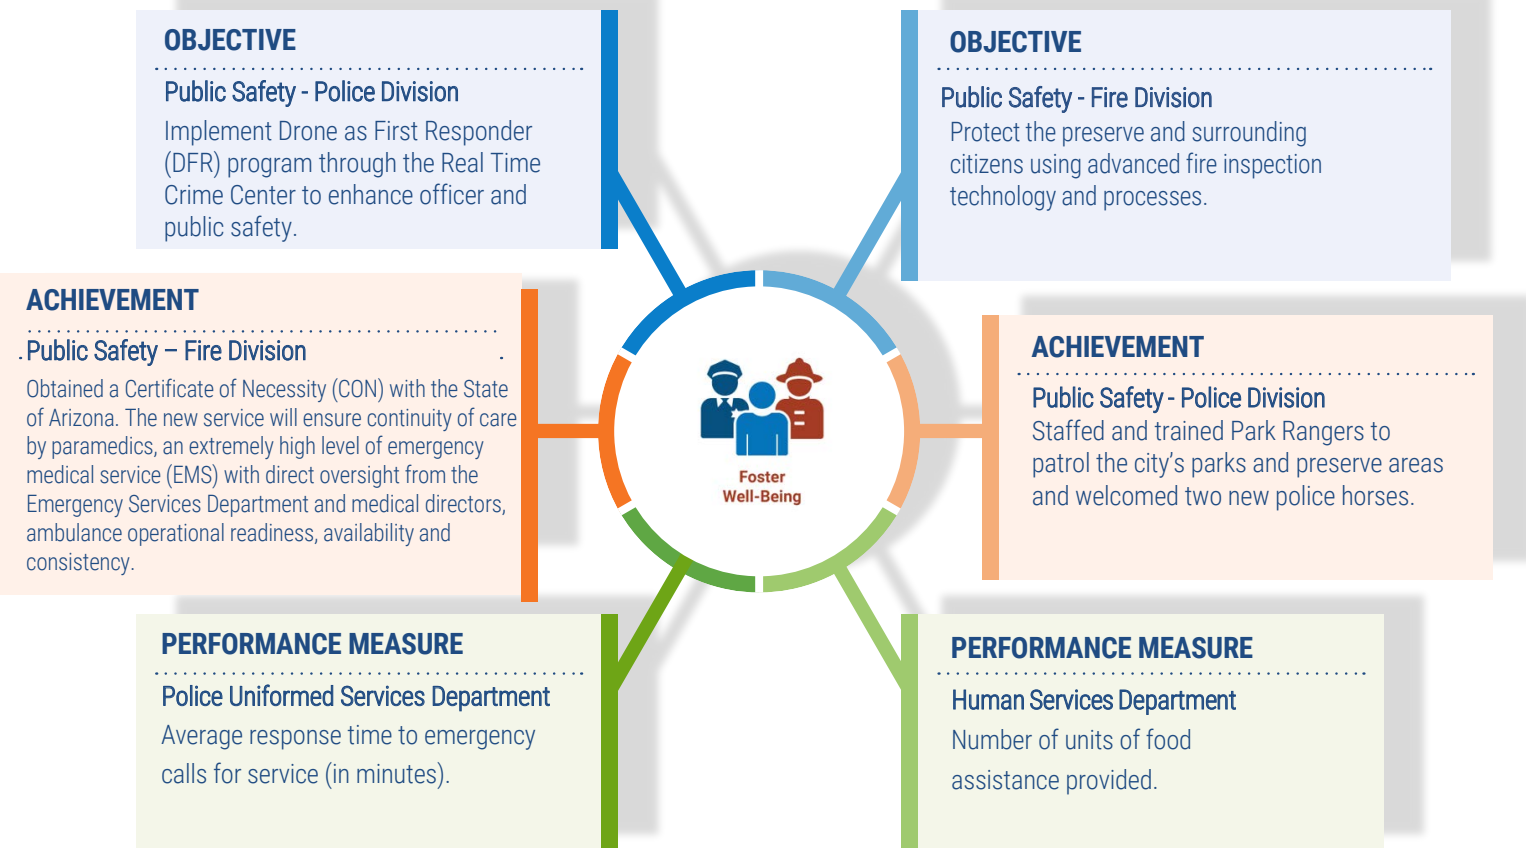 OBJECTIVE
Public Safety - Police Division
Implement Drone as First Responder
(DFR) program through the Real Time
Crime Center to enhance officer and
public safety.
OBJECTIVE
Public Safety - Fire Division
Protect the preserve and surrounding
citizens using advanced fire inspection
technology and processes.
ACHIEVEMENT
Public Safety – Fire Division
Obtained a Certificate of Necessity (CON) with the State
of Arizona. The new service will ensure continuity of care
by paramedics, an extremely high level of emergency
medical service (EMS) with direct oversight from the
Emergency Services Department and medical directors,
ambulance operational readiness, availability and
consistency.
Foster
Well-Being
ACHIEVEMENT
Public Safety - Police Division
Staffed and trained Park Rangers to
patrol the city’s parks and preserve areas
and welcomed two new police horses.
PERFORMANCE MEASURE
Police Uniformed Services Department
Average response time to emergency
calls for service (in minutes).
PERFORMANCE MEASURE
Human Services Department
Number of units of food
assistance provided.